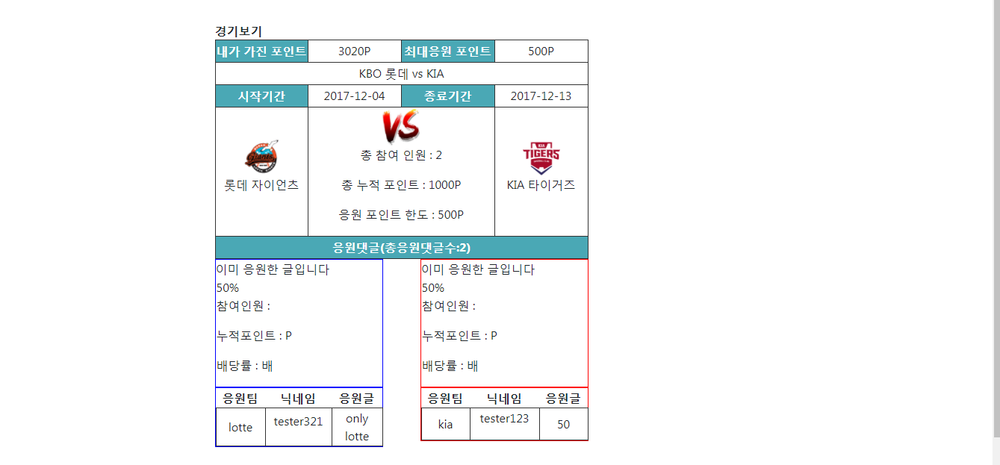 경기보기
내가 가진 포인트 3020P 최대응원 포인트 500P
KBO 롯데 vs KIA
시작기간 2017-12-04 종료기간 2017-12-13
VS
총 참여 인원 : 2
Giants
KIA
TIGERS
롯데 자이언츠
총 누적 포인트 : 1000P
KIA 타이거즈
응원 포인트 한도 : 500P
응원댓글(총응원댓글수:2)
이미 응원한 글입니다
50%
참여인원 :
누적포인트 : P
배당률 : 배
응원팀 닉네임 응원글
lotte tester321 only
lotte
이미 응원한 글입니다
50%
참여인원 :
누적포인트 : P
배당률 : 배
응원팀 닉네임 응원글
kia tester123 50